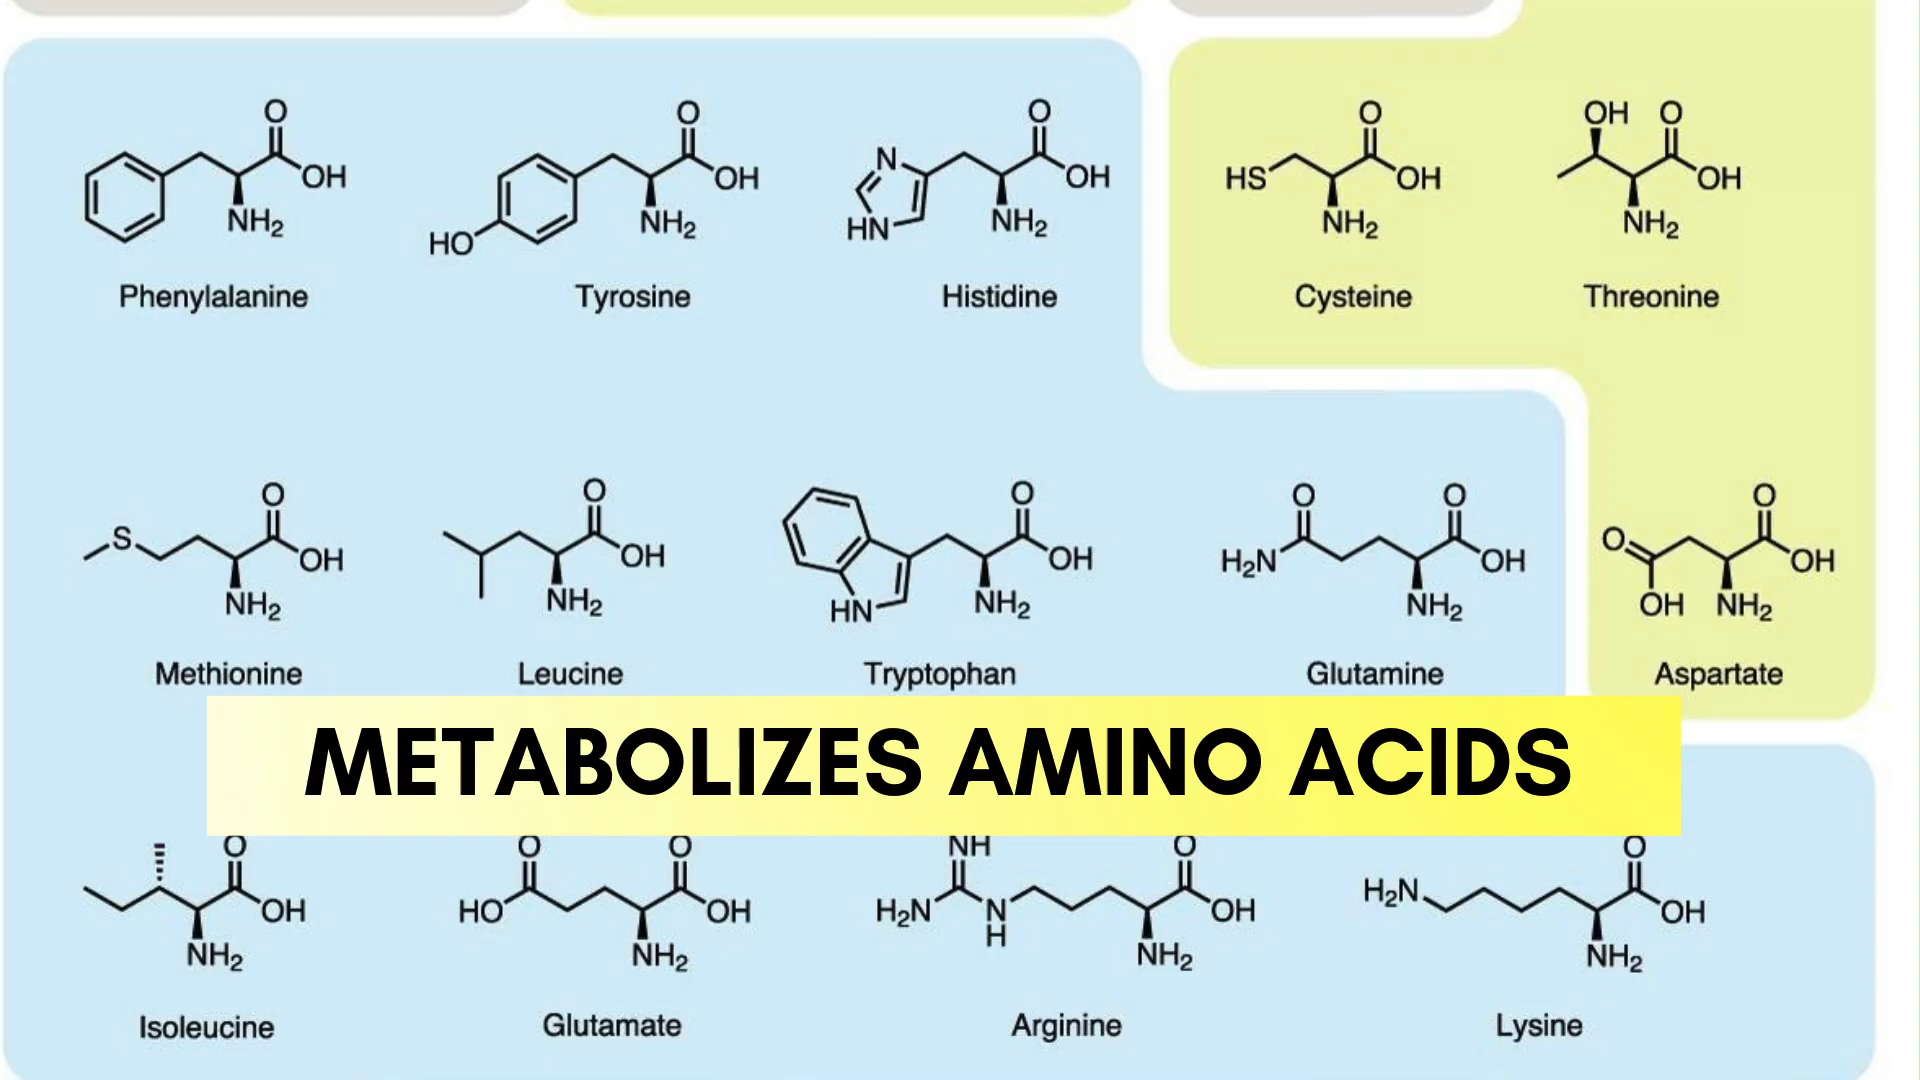 O
OH
NH2
Phenylalanine
O
OH
NH2
HO
Tyrosine
O
N
OH
HN
NH2
Histidine
O
HS
OH
NH2
Cysteine
OH O
OH
NH2
Threonine
O
S
OH
NH2
Methionine
O
OH
NH2
Leucine
O
OH
HN
NH2
Tryptophan
O
O
H2N
OH
NH2
Glutamine
O
O
OH
OH NH2
Aspartate
METABOLIZES AMINO ACIDS
O
OH
NH2
Isoleucine
O
O
HO
OH
NH2
Glutamate
NH
O
H2N
N
H
OH
NH2
Arginine
O
H2N
OH
NH2
Lysine